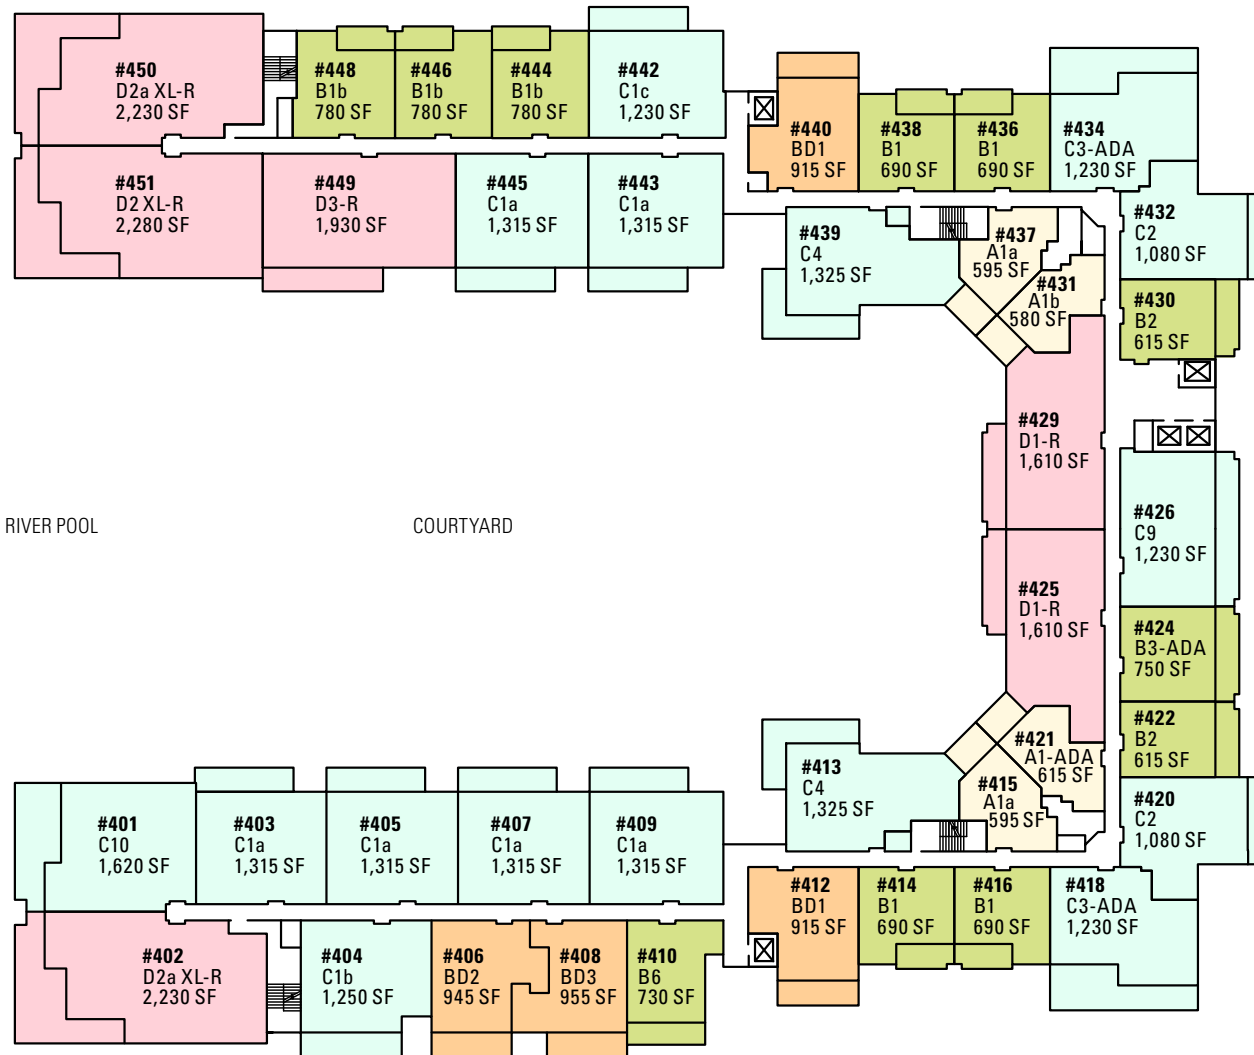 #450
D2a XL-R
2,230 SF
#448
B1b
780 SF
#446
B1b
780 SF
#444
B1b
780 SF
#442
C1c
1,230 SF
#440
BD1
915 SF
#438
B1
690 SF
#436
B1
690 SF
#434
C3-ADA
1,230 SF
#451
D2 XL-R
2,280 SF
#449
D3-R
1,930 SF
#445
C1a
1,315 SF
#443
C1a
1,315 SF
#439
C4
1,325 SF
#437
A1a
595 SF
#432
C2
1,080 SF
#431
A1b
580 SF
#430
B2
615 SF
#429
D1-R
1,610 SF
RIVER POOL
COURTYARD
#426
C9
1,230 SF
#425
D1-R
1,610 SF
#424
B3-ADA
750 SF
#422
B2
615 SF
#421
A1-ADA
615 SF
#413
C4
1,325 SF
#415
A1a
595 SF
#420
C2
1,080 SF
#401
C10
1,620 SF
#403
C1a
1,315 SF
#405
C1a
1,315 SF
#407
C1a
1,315 SF
#409
C1a
1,315 SF
#412
BD1
915 SF
#414
B1
690 SF
#416
B1
690 SF
#418
C3-ADA
1,230 SF
#402
D2a XL-R
2,230 SF
#404
C1b
1,250 SF
#406
BD2
945 SF
#408
BD3
955 SF
#410
B6
730 SF